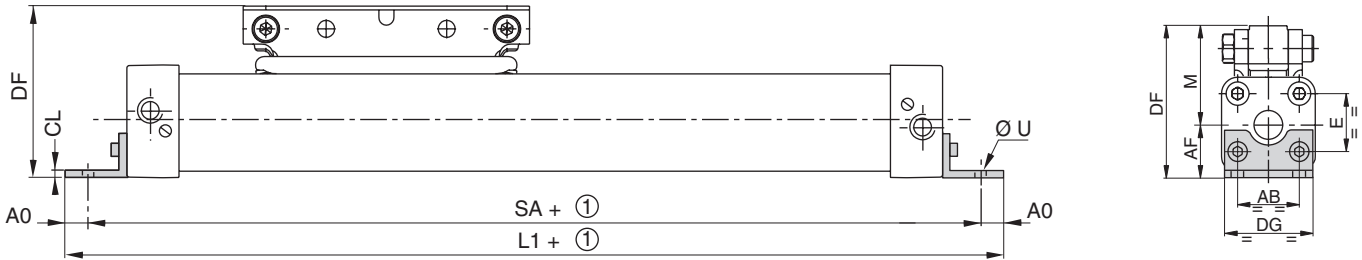 DF
CL
Ø U
A0
SA + ①
A0
L1 + ①
DF
M
AF
E
=
=
AB
= =
DG
= =